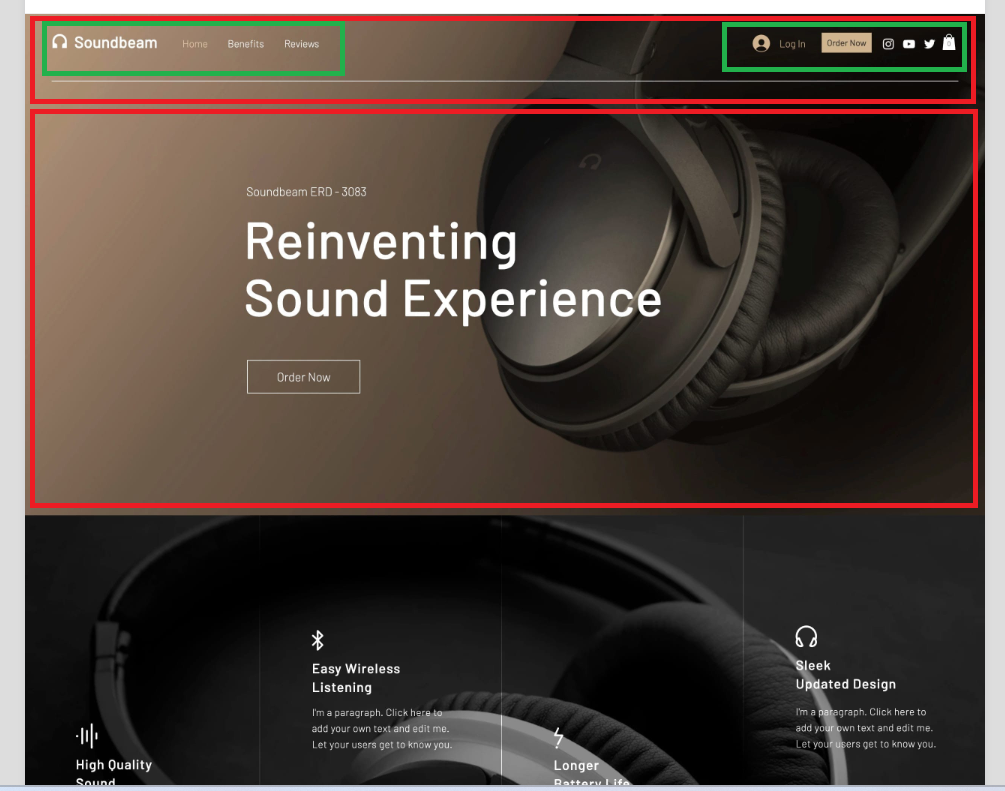 Soundbeam Home Benefits Reviews Log In Order Now 0
Soundbeam ERD - 3083
Reinventing
Sound Experience
Order Now
Easy Wireless
Listening
I'm a paragraph. Click here to
add your own text and edit me.
Let your users get to know you.
Sleek
Updated Design
I'm a paragraph. Click here to
add your own text and edit me.
Let your users get to know you.
High Quality
Sound
Longer
Battery Life